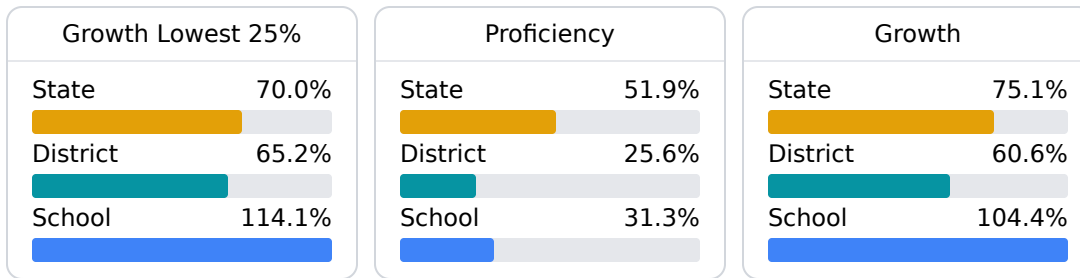 Growth Lowest 25%
State 70.0%
District 65.2%
School 114.1%
Proficiency
State 51.9%
District 25.6%
School 31.3%
Growth
State 75.1%
District 60.6%
School 104.4%